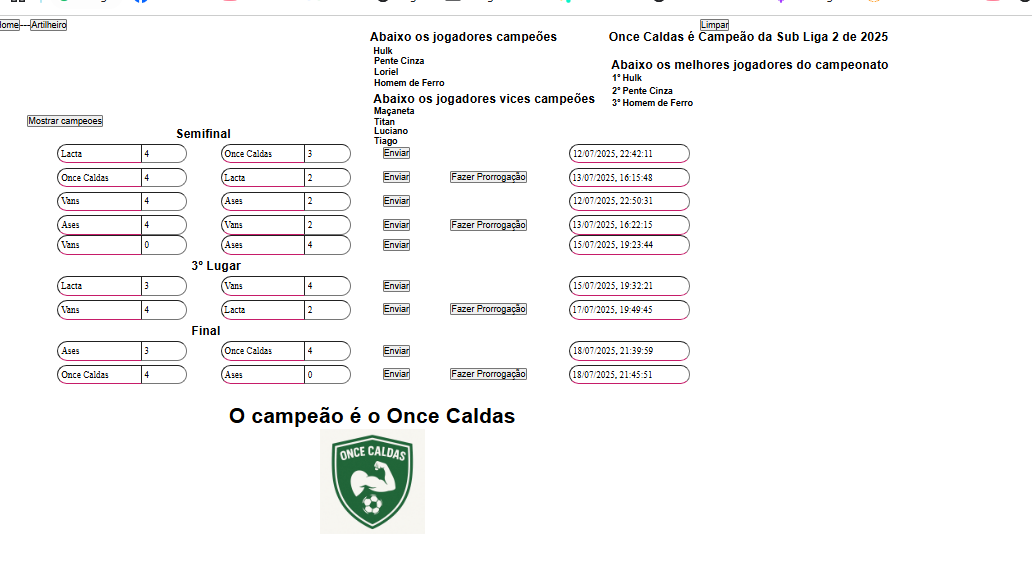 ome---Artilheiro
Limpar
Abaixo os jogadores campeões
Hulk
Pente Cinza
Loriel
Homem de Ferro
Abaixo os jogadores vices campeões
Maçaneta
Titan
Luciano
Tiago
Once Caldas é Campeão da Sub Liga 2 de 2025
Abaixo os melhores jogadores do campeonato
1º Hulk
2º Pente Cinza
3º Homem de Ferro
Mostrar campeoes
Semifinal
Lacta 4 Once Caldas 3 Enviar 12/07/2025, 22:42:11
Once Caldas 4 Lacta 2 Enviar Fazer Prorrogação 13/07/2025, 16:15:48
Vans 4 Ases 2 Enviar 12/07/2025, 22:50:31
Ases 4 Vans 2 Enviar Fazer Prorrogação 13/07/2025, 16:22:15
Vans 0 Ases 4 Enviar 15/07/2025, 19:23:44
3º Lugar
Lacta 3 Vans 4 Enviar 15/07/2025, 19:32:21
Vans 4 Lacta 2 Enviar Fazer Prorrogação 17/07/2025, 19:49:45
Final
Ases 3 Once Caldas 4 Enviar 18/07/2025, 21:39:59
Once Caldas 4 Ases 0 Enviar Fazer Prorrogação 18/07/2025, 21:45:51
O campeão é o Once Caldas
ONCE CALDAS